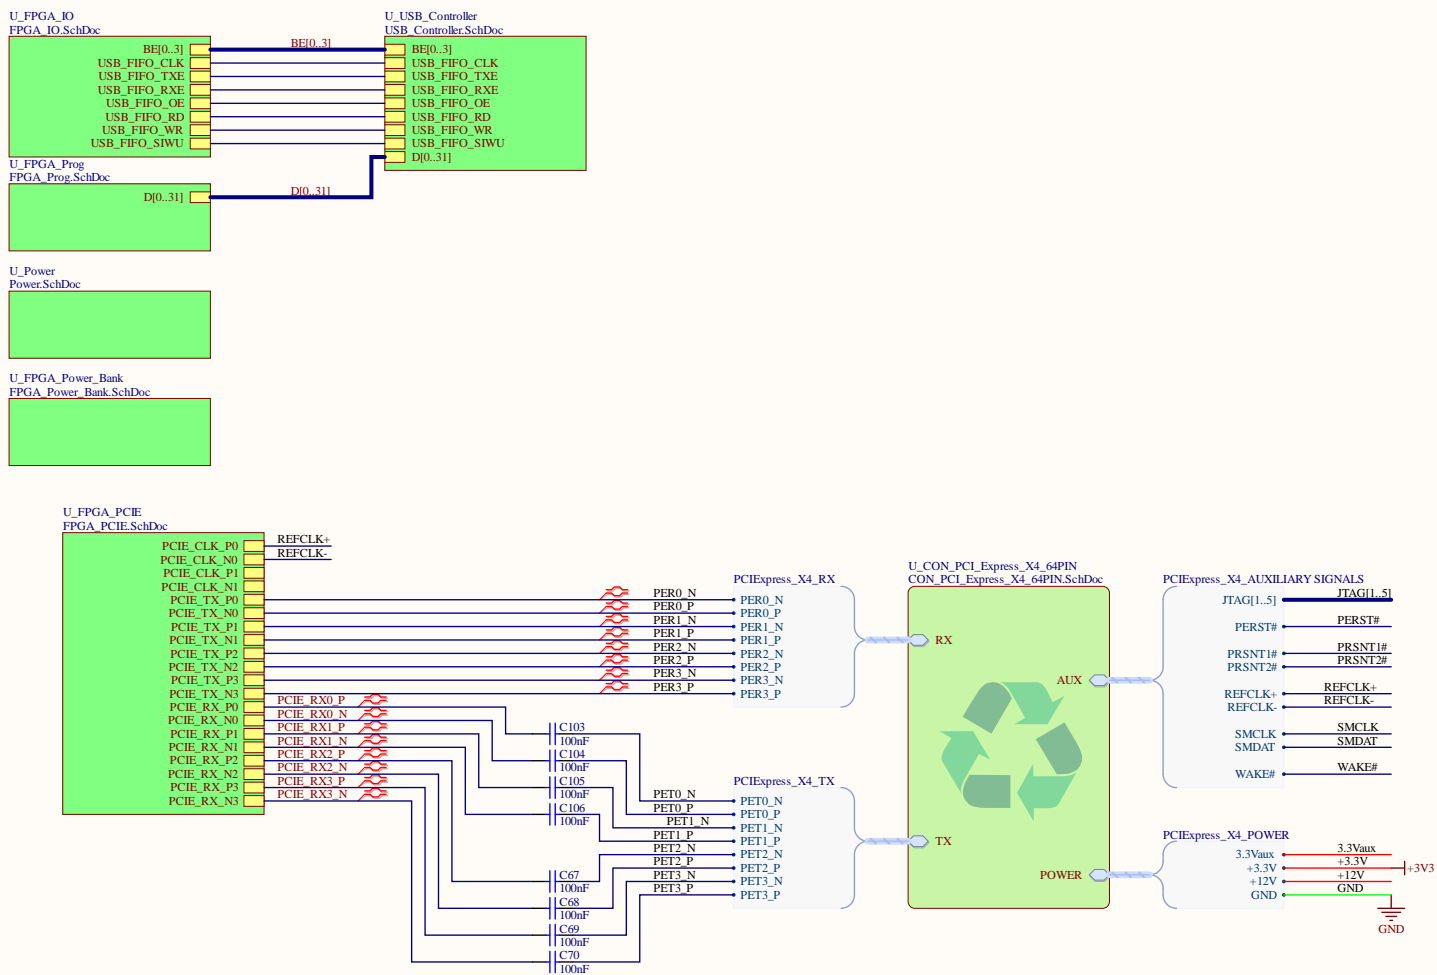 U_FPGA_IO
FPGA_IO.SchDoc
BE[0..3]
USB_FIFO_CLK
USB_FIFO_TXE
USB_FIFO_RXE
USB_FIFO_OE
USB_FIFO_RD
USB_FIFO_WR
USB_FIFO_SIWU
BE[0..3]
U_USB_Controller
USB_Controller.SchDoc
BE[0..3]
USB_FIFO_CLK
USB_FIFO_TXE
USB_FIFO_RXE
USB_FIFO_OE
USB_FIFO_RD
USB_FIFO_WR
USB_FIFO_SIWU
D[0..31]
U_FPGA_Prog
FPGA_Prog.SchDoc
D[0..31]
D[0..31]
U_Power
Power.SchDoc
U_FPGA_Power_Bank
FPGA_Power_Bank.SchDoc
U_FPGA_PCIE
FPGA_PCIE.SchDoc
PCIE_CLK_P0
PCIE_CLK_N0
PCIE_CLK_P1
PCIE_CLK_N1
PCIE_TX_P0
PCIE_TX_N0
PCIE_TX_P1
PCIE_TX_N1
PCIE_TX_P2
PCIE_TX_N2
PCIE_TX_P3
PCIE_TX_N3
PCIE_RX_P0
PCIE_RX_N0
PCIE_RX_P1
PCIE_RX_N1
PCIE_RX_P2
PCIE_RX_N2
PCIE_RX_P3
PCIE_RX_N3
REFCLK+
REFCLK-
PCIE_RX0_P
PCIE_RX0_N
PCIE_RX1_P
PCIE_RX1_N
PCIE_RX2_P
PCIE_RX2_N
PCIE_RX3_P
PCIE_RX3_N
C103
100nF
C104
100nF
C105
100nF
C106
100nF
C67
100nF
C68
100nF
C69
100nF
C70
100nF
PER0_N
PER0_P
PER1_N
PER1_P
PER2_N
PER2_P
PER3_N
PER3_P
PCIExpress_X4_RX
PER0_N
PER0_P
PER1_N
PER1_P
PER2_N
PER2_P
PER3_N
PER3_P
PET0_N
PET0_P
PET1_N
PET1_P
PET2_N
PET2_P
PET3_N
PET3_P
PCIExpress_X4_TX
PET0_N
PET0_P
PET1_N
PET1_P
PET2_N
PET2_P
PET3_N
PET3_P
U_CON_PCI_Express_X4_64PIN
CON_PCI_Express_X4_64PIN.SchDoc
RX
AUX
TX
POWER
PCIExpress_X4_AUXILIARY SIGNALS
JTAG[1..5]
PERST#
PRSNT1#
PRSNT2#
REFCLK+
REFCLK-
SMCLK
SMDAT
WAKE#
JTAG[1..5]
PERST#
PRSNT1#
PRSNT2#
REFCLK+
REFCLK-
SMCLK
SMDAT
WAKE#
PCIExpress_X4_POWER
3.3Vaux
+3.3V
+12V
GND
3.3Vaux
+3.3V
+12V
GND
+3V3
GND